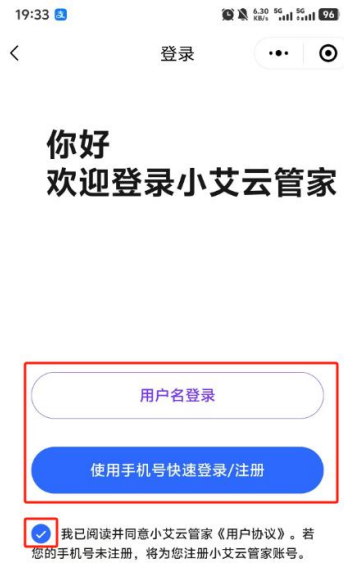 19:33
6.30 KB/s 5G 5G 96
登录
你好
欢迎登录小艾云管家
用户名登录
使用手机号快速登录/注册
我已阅读并同意小艾云管家《用户协议》。若
您的手机号未注册，将为您注册小艾云管家账号。